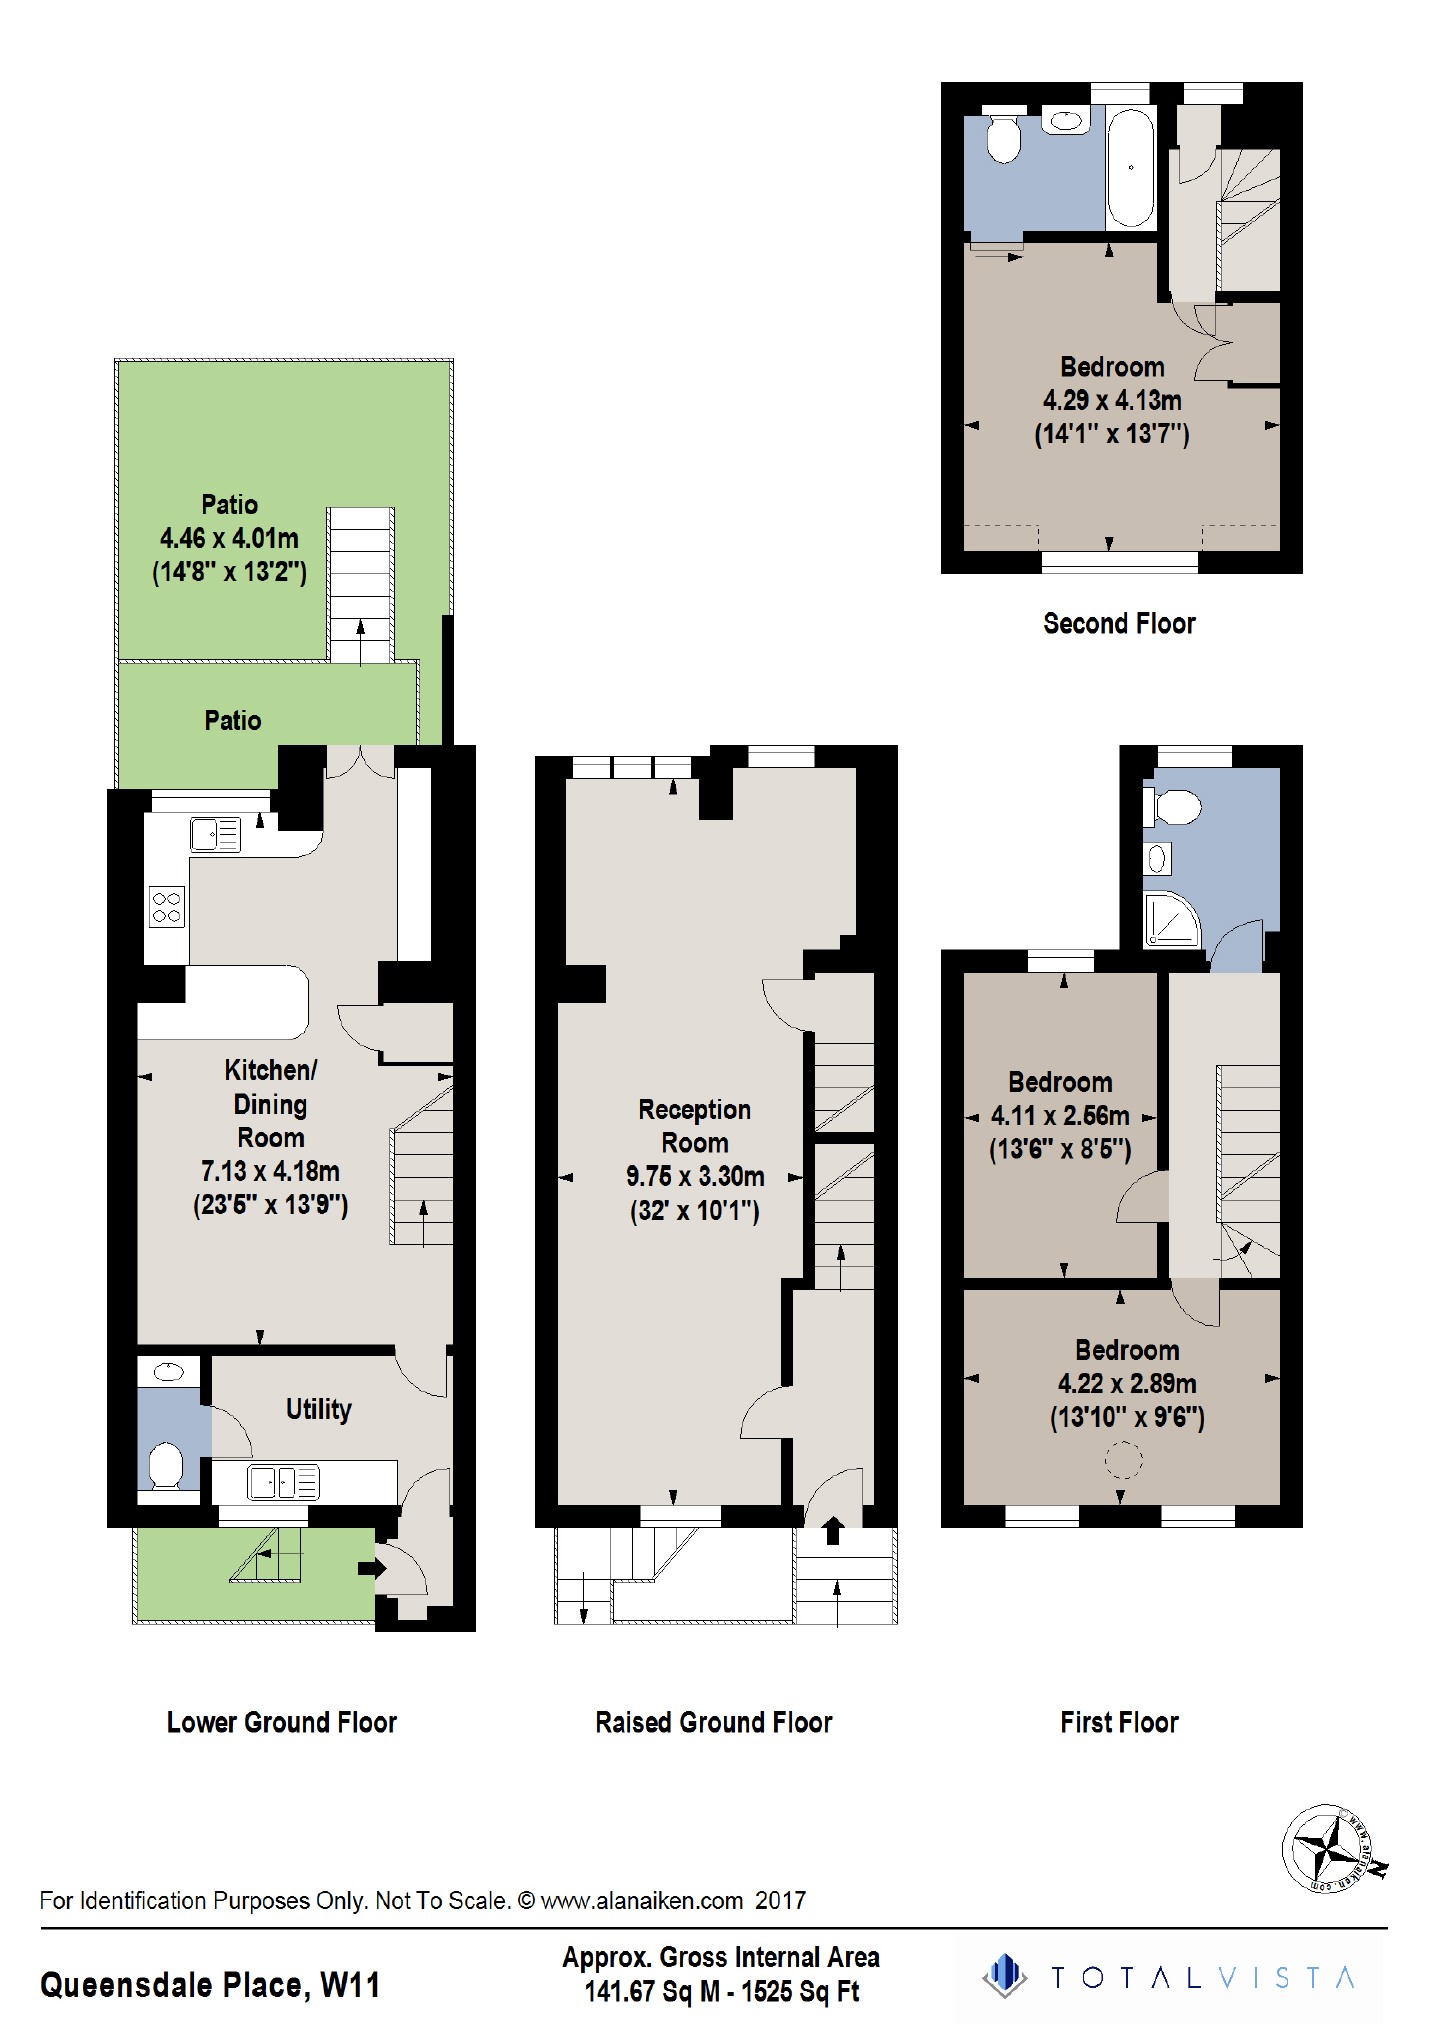 Bedroom
4.29 x 4.13m
(14'1" x 13'7")
Second Floor
Patio
4.46 x 4.01m
(14'8" x 13'2")
Patio
Kitchen/
Dining
Room
7.13 x 4.18m
(23'5" x 13'9")
Utility
Lower Ground Floor
Reception
Room
9.75 x 3.30m
(32' x 10'1")
Raised Ground Floor
Bedroom
4.11 x 2.56m
(13'6" x 8'5")
Bedroom
4.22 x 2.89m
(13'10" x 9'6")
First Floor
© www.alanaiken.com
N
For Identification Purposes Only. Not To Scale. © www.alanaiken.com 2017
Queensdale Place, W11
Approx. Gross Internal Area
141.67 Sq M - 1525 Sq Ft
TOTALVISTA